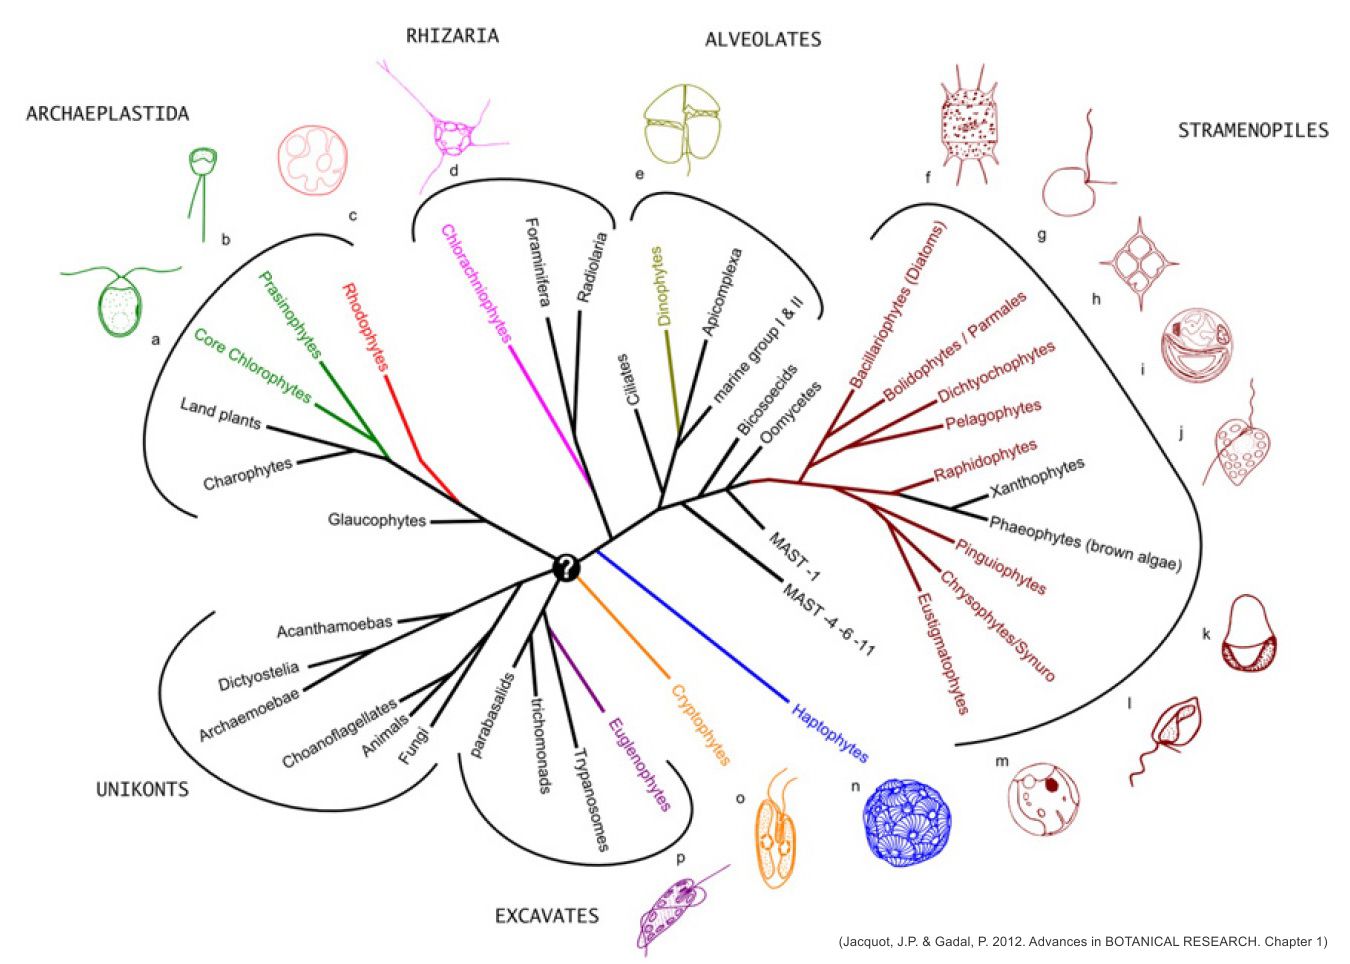 RHIZARIA
ALVEOLATES
ARCHAEPLASTIDA
STRAMENOPILES
a
b
c
d
e
f
g
h
i
j
k
l
m
n
o
p
Prasinophytes
Rhodophytes
Core Chlorophytes
Land plants
Charophytes
Glaucophytes
Chlorachniophytes
Foraminifera
Radiolaria
Ciliates
Dinophytes
Apicomplexa
marine group I & II
Bicosoecids
Oomycetes
MAST -1
MAST -4 -6 -11
Bacillariophytes (Diatoms)
Bolidophytes / Parmales
Dichtyochophytes
Pelagophytes
Raphidophytes
Xanthophytes
Phaeophytes (brown algae)
Pinguiophytes
Chrysophytes/Synuro
Eustigmatophytes
Haptophytes
Cryptophytes
Euglenophytes
Trypanosomes
trichomonads
parabasalids
?
Acanthamoebas
Dictyostelia
Archaemoebae
Choanoflagellates
Animals
Fungi
UNIKONTS
EXCAVATES
(Jacquot, J.P. & Gadal, P. 2012. Advances in BOTANICAL RESEARCH. Chapter 1)